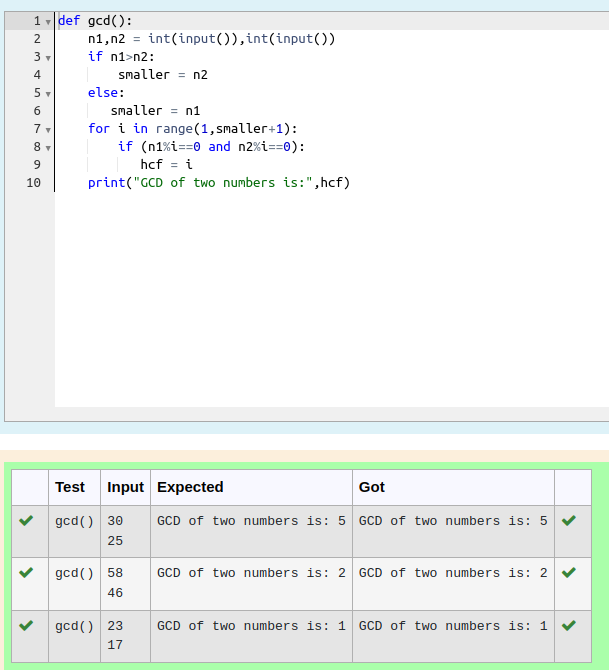 1 def gcd():
2     n1,n2 = int(input()),int(input())
3     if n1>n2:
4         smaller = n2
5     else:
6        smaller = n1
7     for i in range(1,smaller+1):
8         if (n1%i==0 and n2%i==0):
9            hcf = i
10     print("GCD of two numbers is:",hcf)
Test Input Expected Got
gcd() 30 GCD of two numbers is: 5 GCD of two numbers is: 5
25
gcd() 58 GCD of two numbers is: 2 GCD of two numbers is: 2
46
gcd() 23 GCD of two numbers is: 1 GCD of two numbers is: 1
17